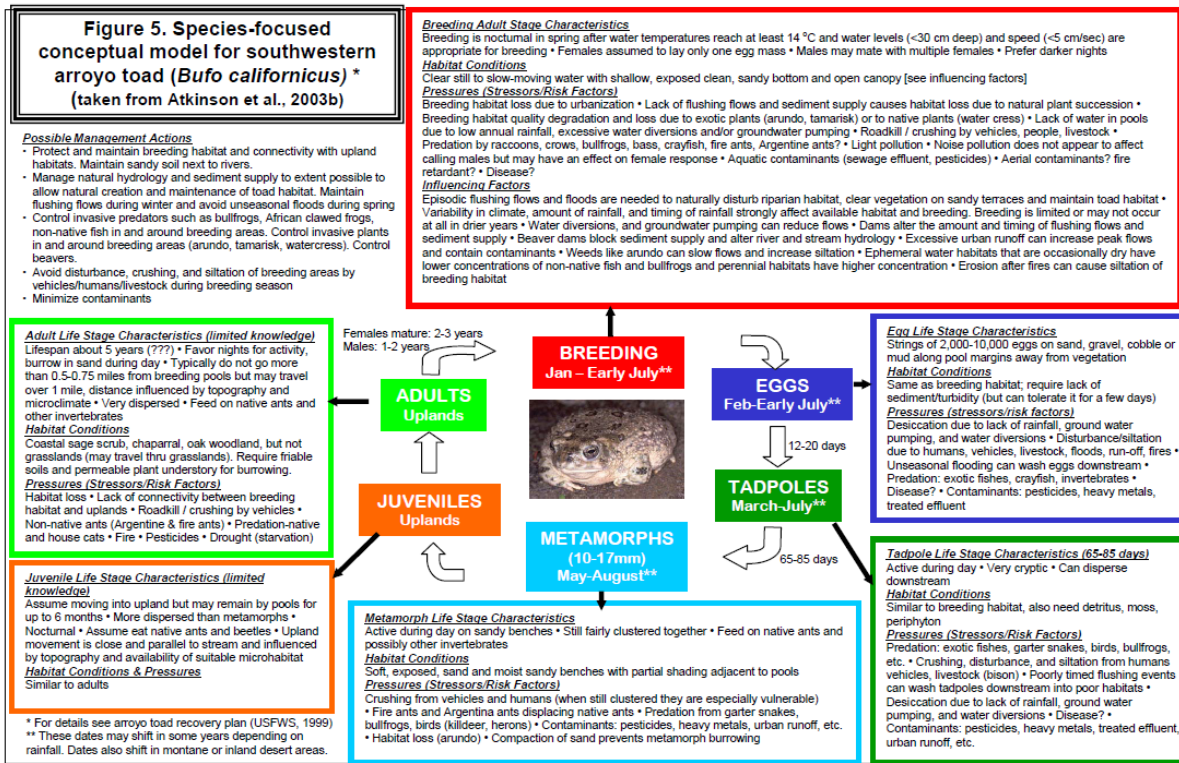 Figure 5. Species-focused
conceptual model for southwestern
arroyo toad (Bufo californicus) *
(taken from Atkinson et al., 2003b)
Possible Management Actions
· Protect and maintain breeding habitat and connectivity with upland
habitats. Maintain sandy soil next to rivers.
· Manage natural hydrology and sediment supply to extent possible to
allow natural creation and maintenance of toad habitat. Maintain
flushing flows during winter and avoid unseasonal floods during spring
· Control invasive predators such as bullfrogs, African clawed frogs,
non-native fish in and around breeding areas. Control invasive plants
in and around breeding areas (arundo, tamarisk, watercress). Control
beavers.
· Avoid disturbance, crushing, and siltation of breeding areas by
vehicles/humans/livestock during breeding season
· Minimize contaminants
Breeding Adult Stage Characteristics
Breeding is nocturnal in spring after water temperatures reach at least 14 °C and water levels (<30 cm deep) and speed (<5 cm/sec) are
appropriate for breeding • Females assumed to lay only one egg mass • Males may mate with multiple females • Prefer darker nights
Habitat Conditions
Clear still to slow-moving water with shallow, exposed clean, sandy bottom and open canopy [see influencing factors]
Pressures (Stressors/Risk Factors)
Breeding habitat loss due to urbanization • Lack of flushing flows and sediment supply causes habitat loss due to natural plant succession •
Breeding habitat quality degradation and loss due to exotic plants (arundo, tamarisk) or to native plants (water cress) • Lack of water in pools
due to low annual rainfall, excessive water diversions and/or groundwater pumping • Roadkill / crushing by vehicles, people, livestock •
Predation by raccoons, crows, bullfrogs, bass, crayfish, fire ants, Argentine ants? • Light pollution • Noise pollution does not appear to affect
calling males but may have an effect on female response • Aquatic contaminants (sewage effluent, pesticides) • Aerial contaminants? fire
retardant? • Disease?
Influencing Factors
Episodic flushing flows and floods are needed to naturally disturb riparian habitat, clear vegetation on sandy terraces and maintain toad habitat •
Variability in climate, amount of rainfall, and timing of rainfall strongly affect available habitat and breeding. Breeding is limited or may not occur
at all in drier years • Water diversions, and groundwater pumping can reduce flows • Dams alter the amount and timing of flushing flows and
sediment supply • Beaver dams block sediment supply and alter river and stream hydrology • Excessive urban runoff can increase peak flows
and contain contaminants • Weeds like arundo can slow flows and increase siltation • Ephemeral water habitats that are occasionally dry have
lower concentrations of non-native fish and bullfrogs and perennial habitats have higher concentration • Erosion after fires can cause siltation of
breeding habitat
Adult Life Stage Characteristics (limited knowledge)
Lifespan about 5 years (???) • Favor nights for activity,
burrow in sand during day • Typically do not go more
than 0.5-0.75 miles from breeding pools but may travel
over 1 mile, distance influenced by topography and
microclimate • Very dispersed • Feed on native ants and
other invertebrates
Habitat Conditions
Coastal sage scrub, chaparral, oak woodland, but not
grasslands (may travel thru grasslands). Require friable
soils and permeable plant understory for burrowing.
Pressures (Stressors/Risk Factors)
Habitat loss • Lack of connectivity between breeding
habitat and uplands • Roadkill / crushing by vehicles •
Non-native ants (Argentine & fire ants) • Predation-native
and house cats • Fire • Pesticides • Drought (starvation)
Females mature: 2-3 years
Males: 1-2 years
BREEDING
Jan – Early July**
ADULTS
Uplands
EGGS
Feb-Early July**
12-20 days
TADPOLES
March-July**
65-85 days
JUVENILES
Uplands
METAMORPHS
(10-17mm)
May-August**
Egg Life Stage Characteristics
Strings of 2,000-10,000 eggs on sand, gravel, cobble or
mud along pool margins away from vegetation
Habitat Conditions
Same as breeding habitat; require lack of
sediment/turbidity (but can tolerate it for a few days)
Pressures (stressors/risk factors)
Desiccation due to lack of rainfall, ground water
pumping, and water diversions • Disturbance/siltation
due to humans, vehicles, livestock, floods, run-off, fires •
Unseasonal flooding can wash eggs downstream •
Predation: exotic fishes, crayfish, invertebrates •
Disease? • Contaminants: pesticides, heavy metals,
treated effluent
Juvenile Life Stage Characteristics (limited
knowledge)
Assume moving into upland but may remain by pools for
up to 6 months • More dispersed than metamorphs •
Nocturnal • Assume eat native ants and beetles • Upland
movement is close and parallel to stream and influenced
by topography and availability of suitable microhabitat
Habitat Conditions & Pressures
Similar to adults
Metamorph Life Stage Characteristics
Active during day on sandy benches • Still fairly clustered together • Feed on native ants and
possibly other invertebrates
Habitat Conditions
Soft, exposed, sand and moist sandy benches with partial shading adjacent to pools
Pressures (Stressors/Risk Factors)
Crushing from vehicles and humans (when still clustered they are especially vulnerable)
• Fire ants and Argentina ants displacing native ants • Predation from garter snakes,
bullfrogs, birds (killdeer, herons) • Contaminants: pesticides, heavy metals, urban runoff, etc.
• Habitat loss (arundo) • Compaction of sand prevents metamorph burrowing
Tadpole Life Stage Characteristics (65-85 days)
Active during day • Very cryptic • Can disperse
downstream
Habitat Conditions
Similar to breeding habitat, also need detritus, moss,
periphyton
Pressures (Stressors/Risk Factors)
Predation: exotic fishes, garter snakes, birds, bullfrogs,
etc. • Crushing, disturbance, and siltation from humans
vehicles, livestock (bison) • Poorly timed flushing events
can wash tadpoles downstream into poor habitats •
Desiccation due to lack of rainfall, ground water
pumping, and water diversions • Disease? •
Contaminants: pesticides, heavy metals, treated effluent,
urban runoff, etc.
* For details see arroyo toad recovery plan (USFWS, 1999)
** These dates may shift in some years depending on
rainfall. Dates also shift in montane or inland desert areas.